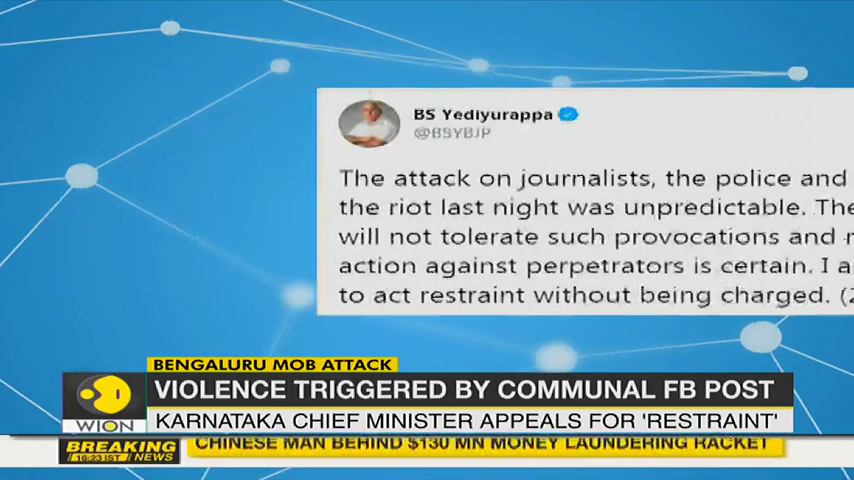 BS Yediyurappa
@BSYBJP
The attack on journalists, the police and
the riot last night was unpredictable. The
will not tolerate such provocations and
action against perpetrators is certain. I a
to act restraint without being charged. (2
BENGALURU MOB ATTACK
VIOLENCE TRIGGERED BY COMMUNAL FB POST
WION
KARNATAKA CHIEF MINISTER APPEALS FOR 'RESTRAINT'
BREAKING
16:23 IST NEWS
CHINESE MAN BEHIND $130 MN MONEY LAUNDERING RACKET